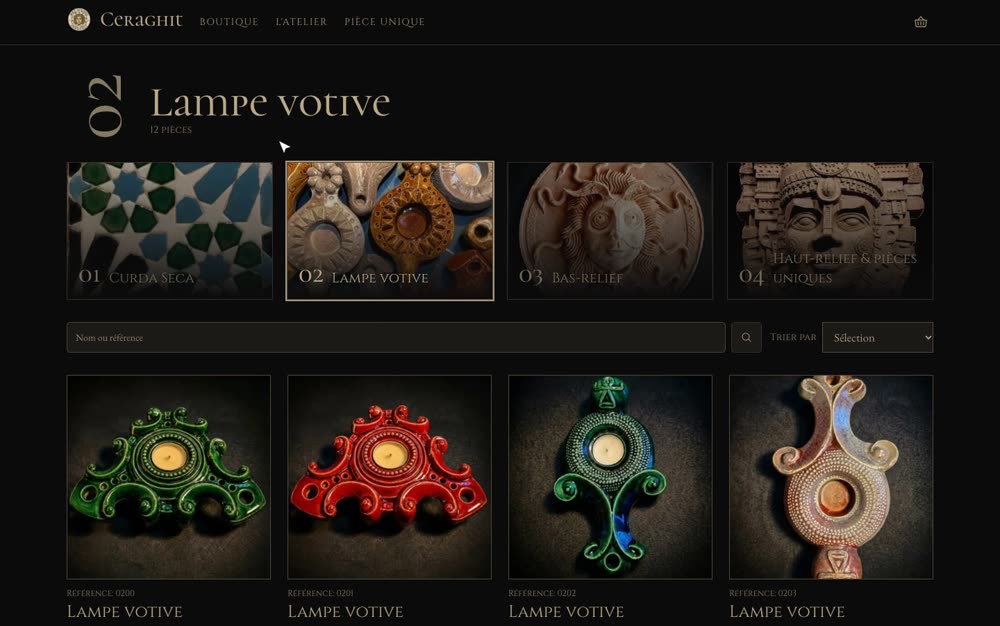 Ceraghit BOUTIQUE L'ATELIER PIÈCE UNIQUE
02 Lampe votive
12 PIÈCES
01 Curda Seca
02 Lampe votive
03 Bas-relief
04 Haut-relief & pièces
uniques
Nom ou référence Trier par Sélection
Référence: 0200
Lampe votive
Référence: 0201
Lampe votive
Référence: 0202
Lampe votive
Référence: 0203
Lampe votive